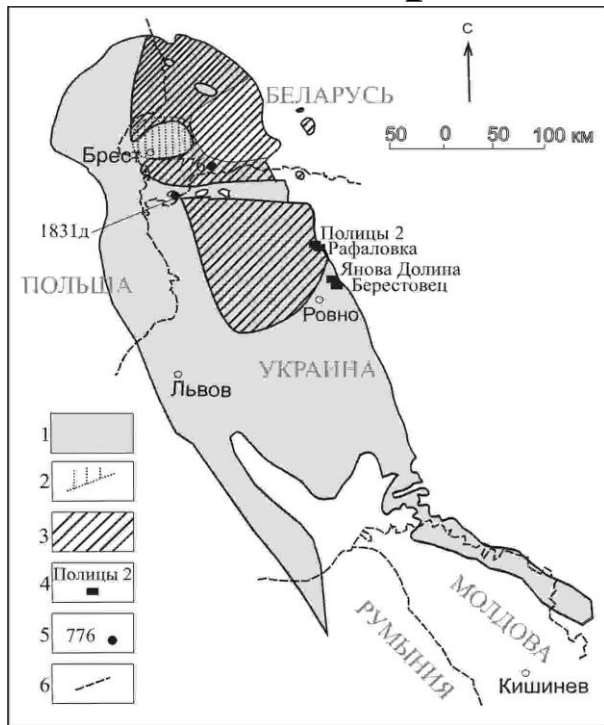 С
БЕЛАРУСЬ
50 0 50 100 км
Брест
1831д
Полицы 2
Рафаловка
ПОЛЬША
Янова Долина
Берестовец
Ровно
УКРАИНА
Львов
1
2
3
4 Полицы 2
5 776
6
МОЛДОВА
РУМЫНИЯ
Кишинев